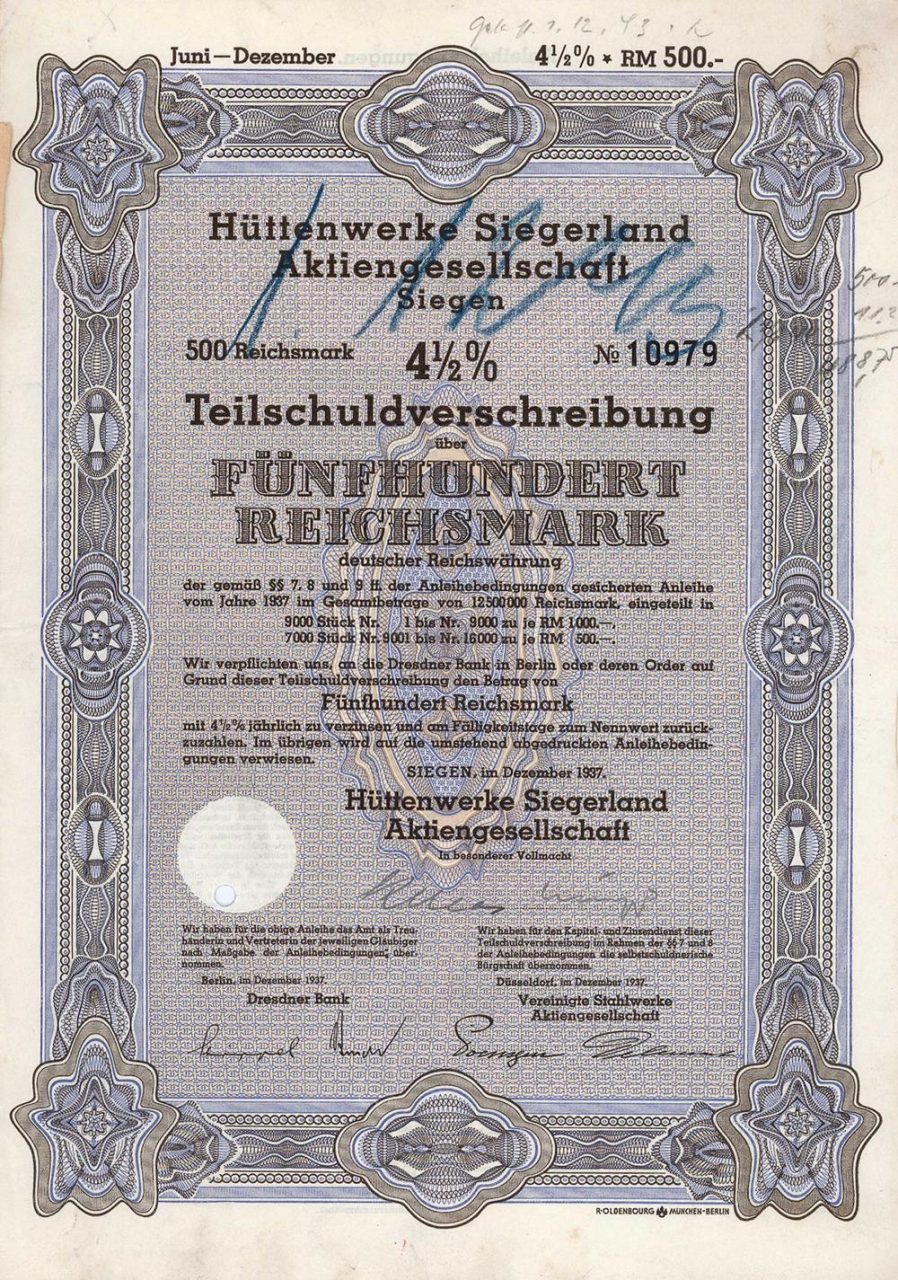 Juni—Dezember 4½% * RM 500.-
Hüttenwerke Siegerland
Aktiengesellschaft
Siegen
500 Reichsmark 4½% № 10979
Teilschuldverschreibung
über
FÜNFHUNDERT
REICHSMARK
deutscher Reichswährung
der gemäß §§ 7, 8 und 9 ff. der Anleihebedingungen gesicherten Anleihe
vom Jahre 1937 im Gesamtbetrage von 12500000 Reichsmark, eingeteilt in
9000 Stück Nr. 1 bis Nr. 9000 zu je RM 1000.—,
7000 Stück Nr. 9001 bis Nr. 16000 zu je RM 500.—.
Wir verpflichten uns, an die Dresdner Bank in Berlin oder deren Order auf
Grund dieser Teilschuldverschreibung den Betrag von
Fünfhundert Reichsmark
mit 4½% jährlich zu verzinsen und am Fälligkeitstage zum Nennwert zurück-
zuzahlen. Im übrigen wird auf die umstehend abgedruckten Anleihebedin-
gungen verwiesen.
SIEGEN, im Dezember 1937.
Hüttenwerke Siegerland
Aktiengesellschaft
In besonderer Vollmacht
Wir haben für die obige Anleihe das Amt als Treu-
händerin und Vertreterin der jeweiligen Gläubiger
nach Maßgabe der Anleihebedingungen über-
nommen.
Berlin, im Dezember 1937.
Dresdner Bank
Wir haben für den Kapital- und Zinsendienst dieser
Teilschuldverschreibung im Rahmen der §§ 7 und 8
der Anleihebedingungen die selbstschuldnerische
Bürgschaft übernommen.
Düsseldorf, im Dezember 1937.
Vereinigte Stahlwerke
Aktiengesellschaft
R·OLDENBOURG MÜNCHEN-BERLIN